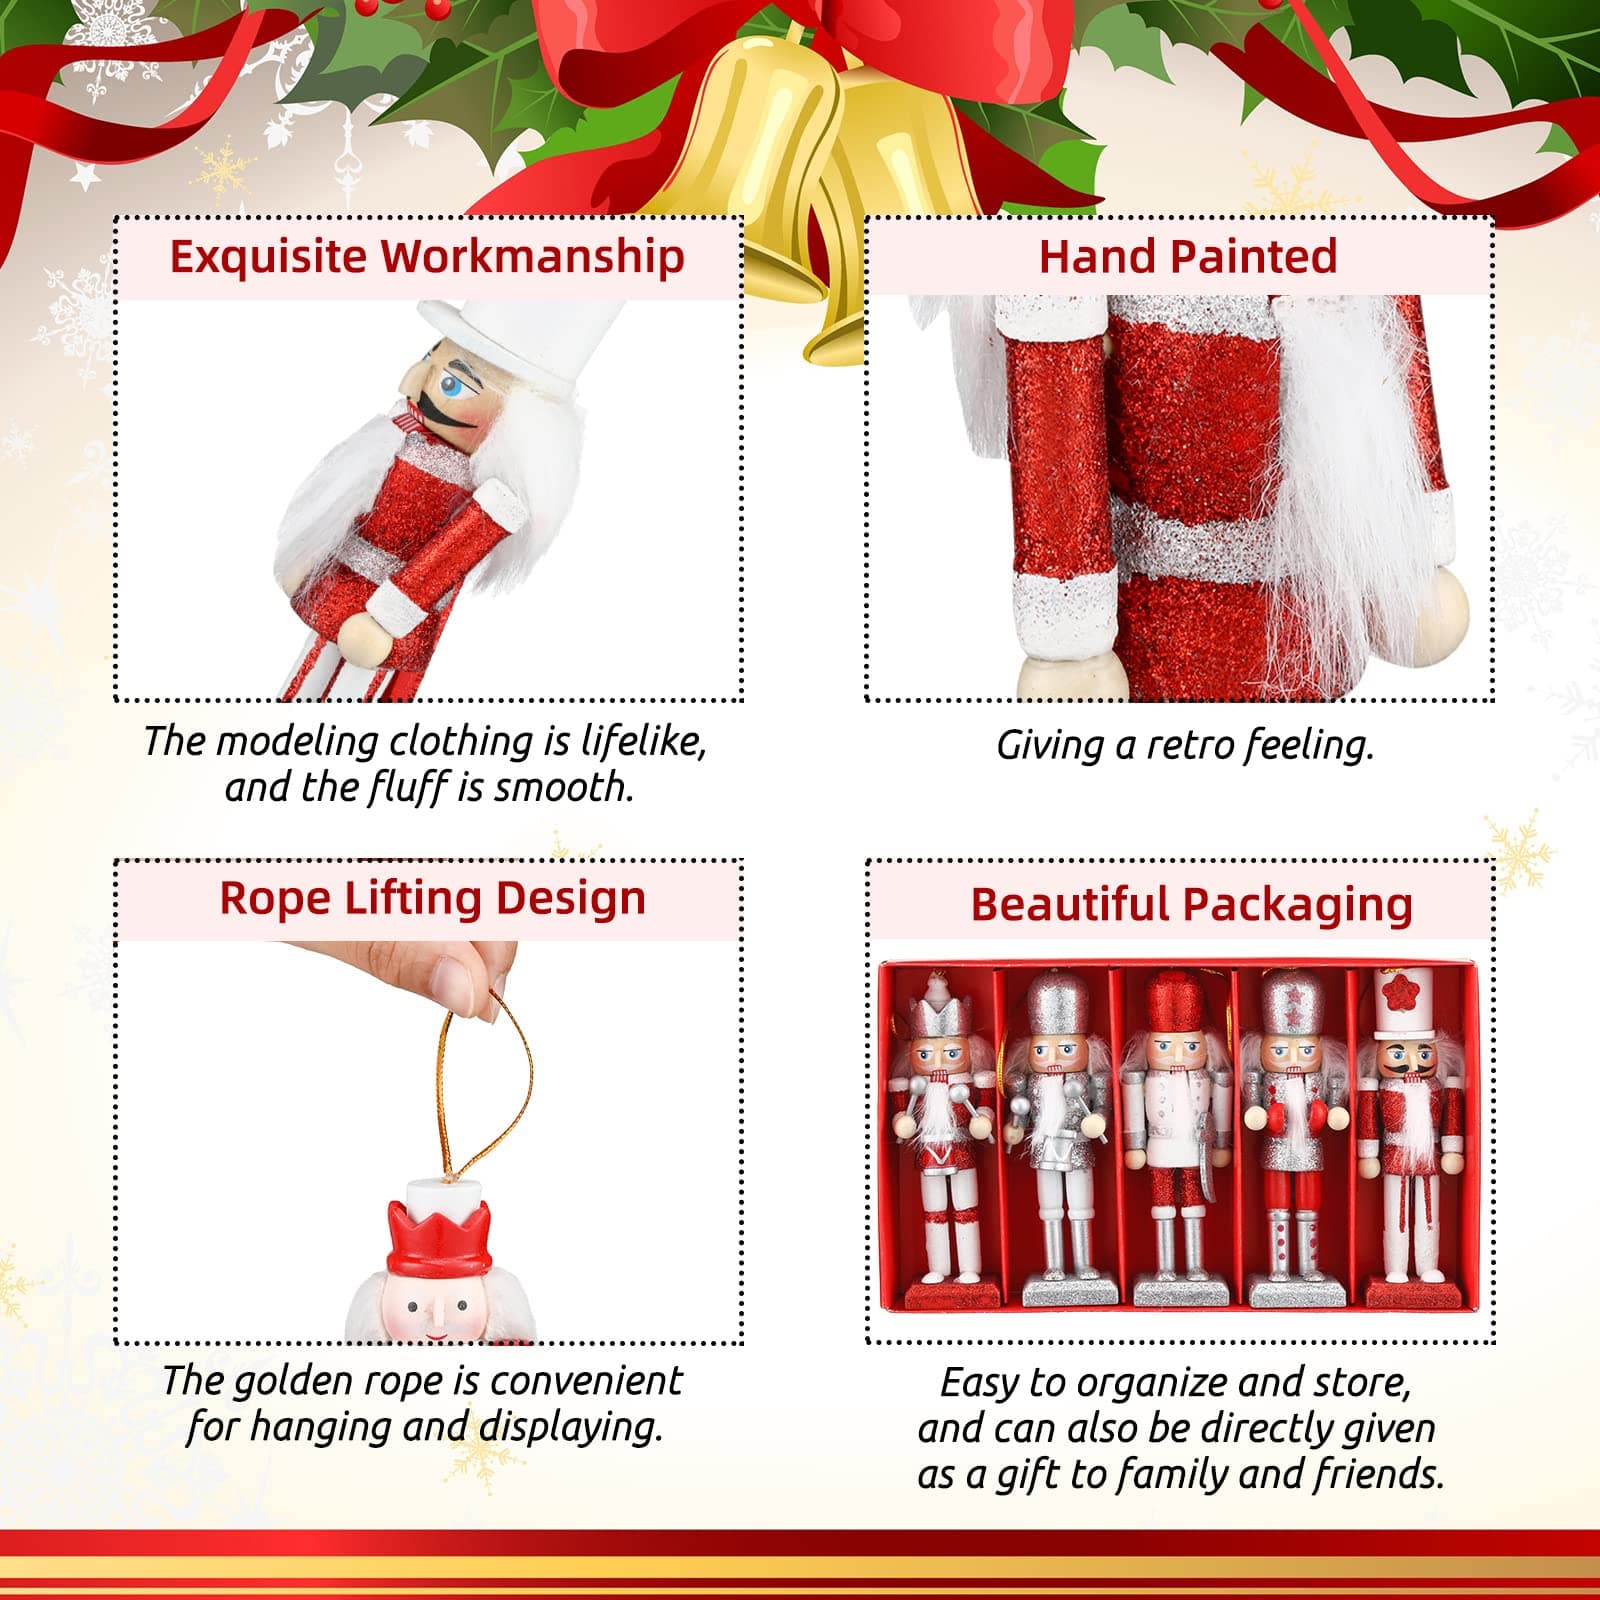 Exquisite Workmanship
The modeling clothing is lifelike,
and the fluff is smooth.
Hand Painted
Giving a retro feeling.
Rope Lifting Design
The golden rope is convenient
for hanging and displaying.
Beautiful Packaging
Easy to organize and store,
and can also be directly given
as a gift to family and friends.